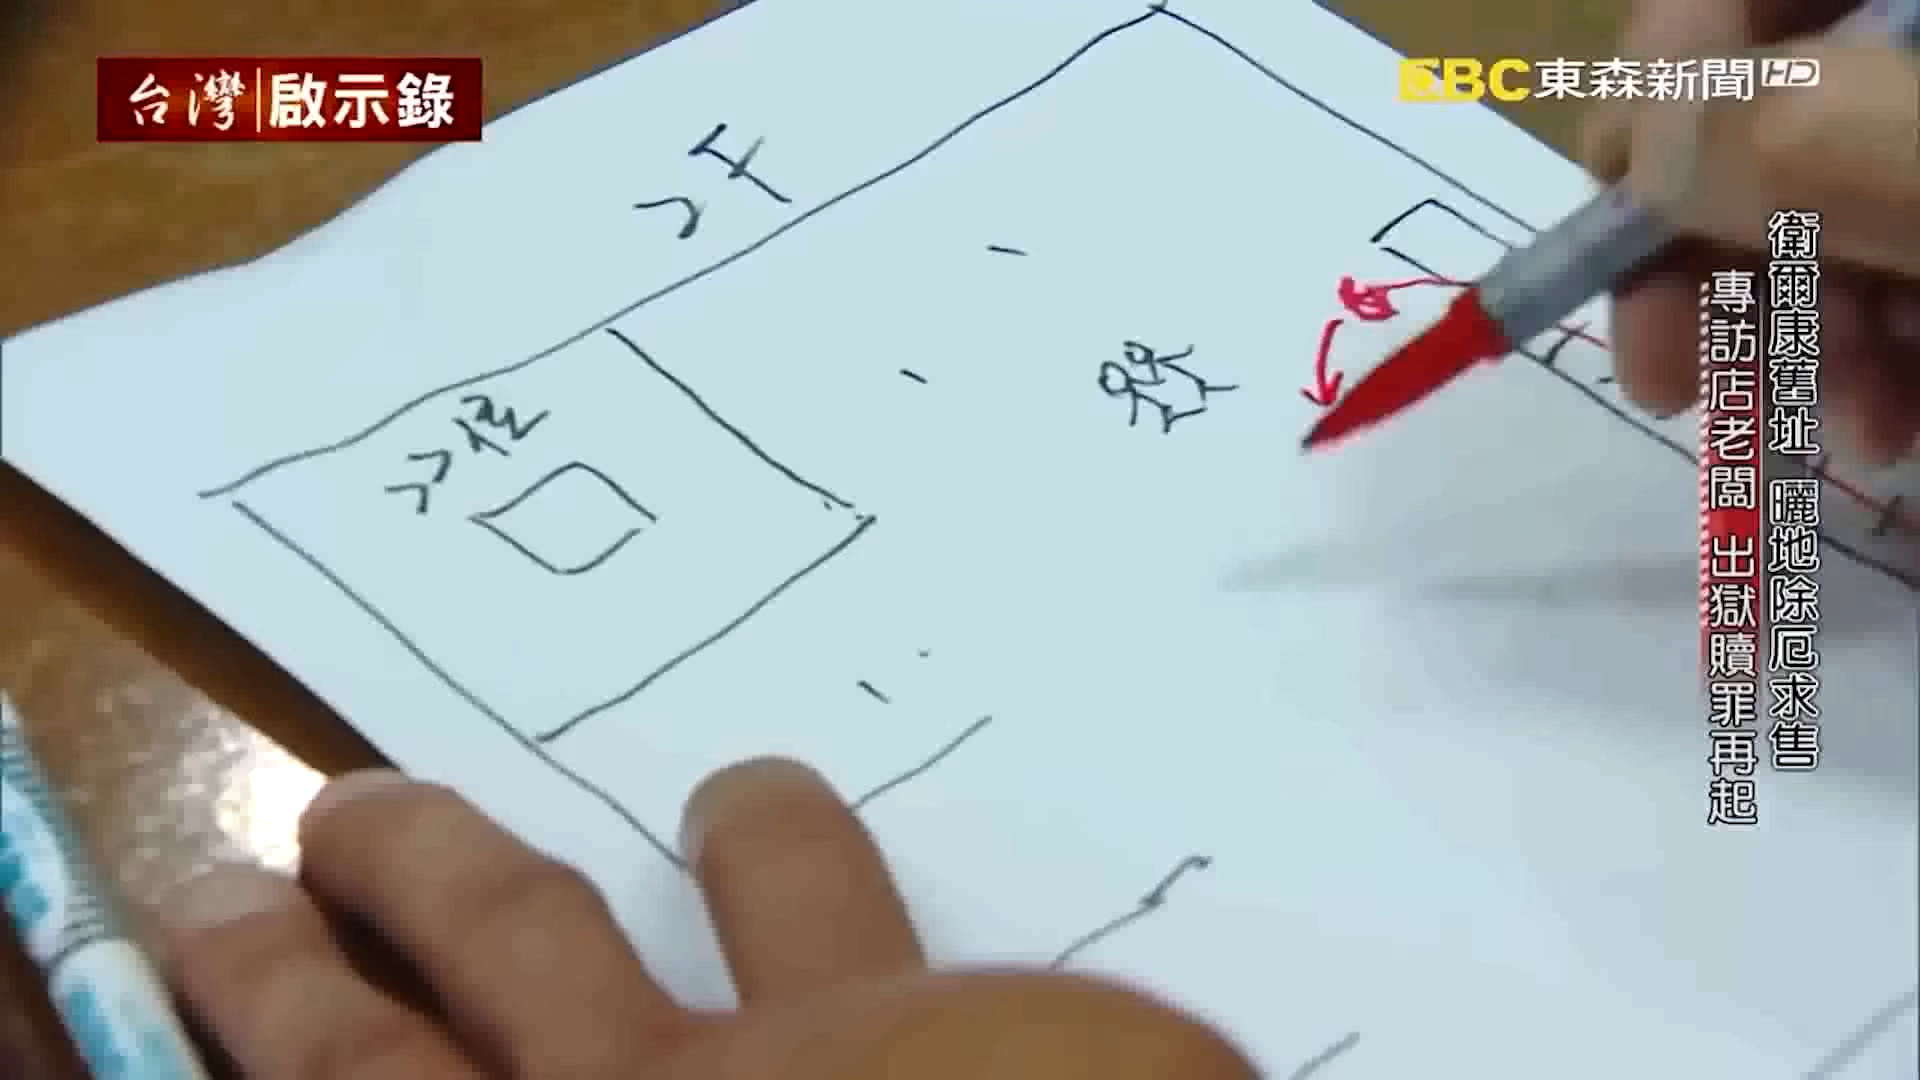 台灣 啟示錄
EBC東森新聞HD
衛爾康舊址 曬地除厄求售
專訪店老闆 出獄贖罪再起
2F